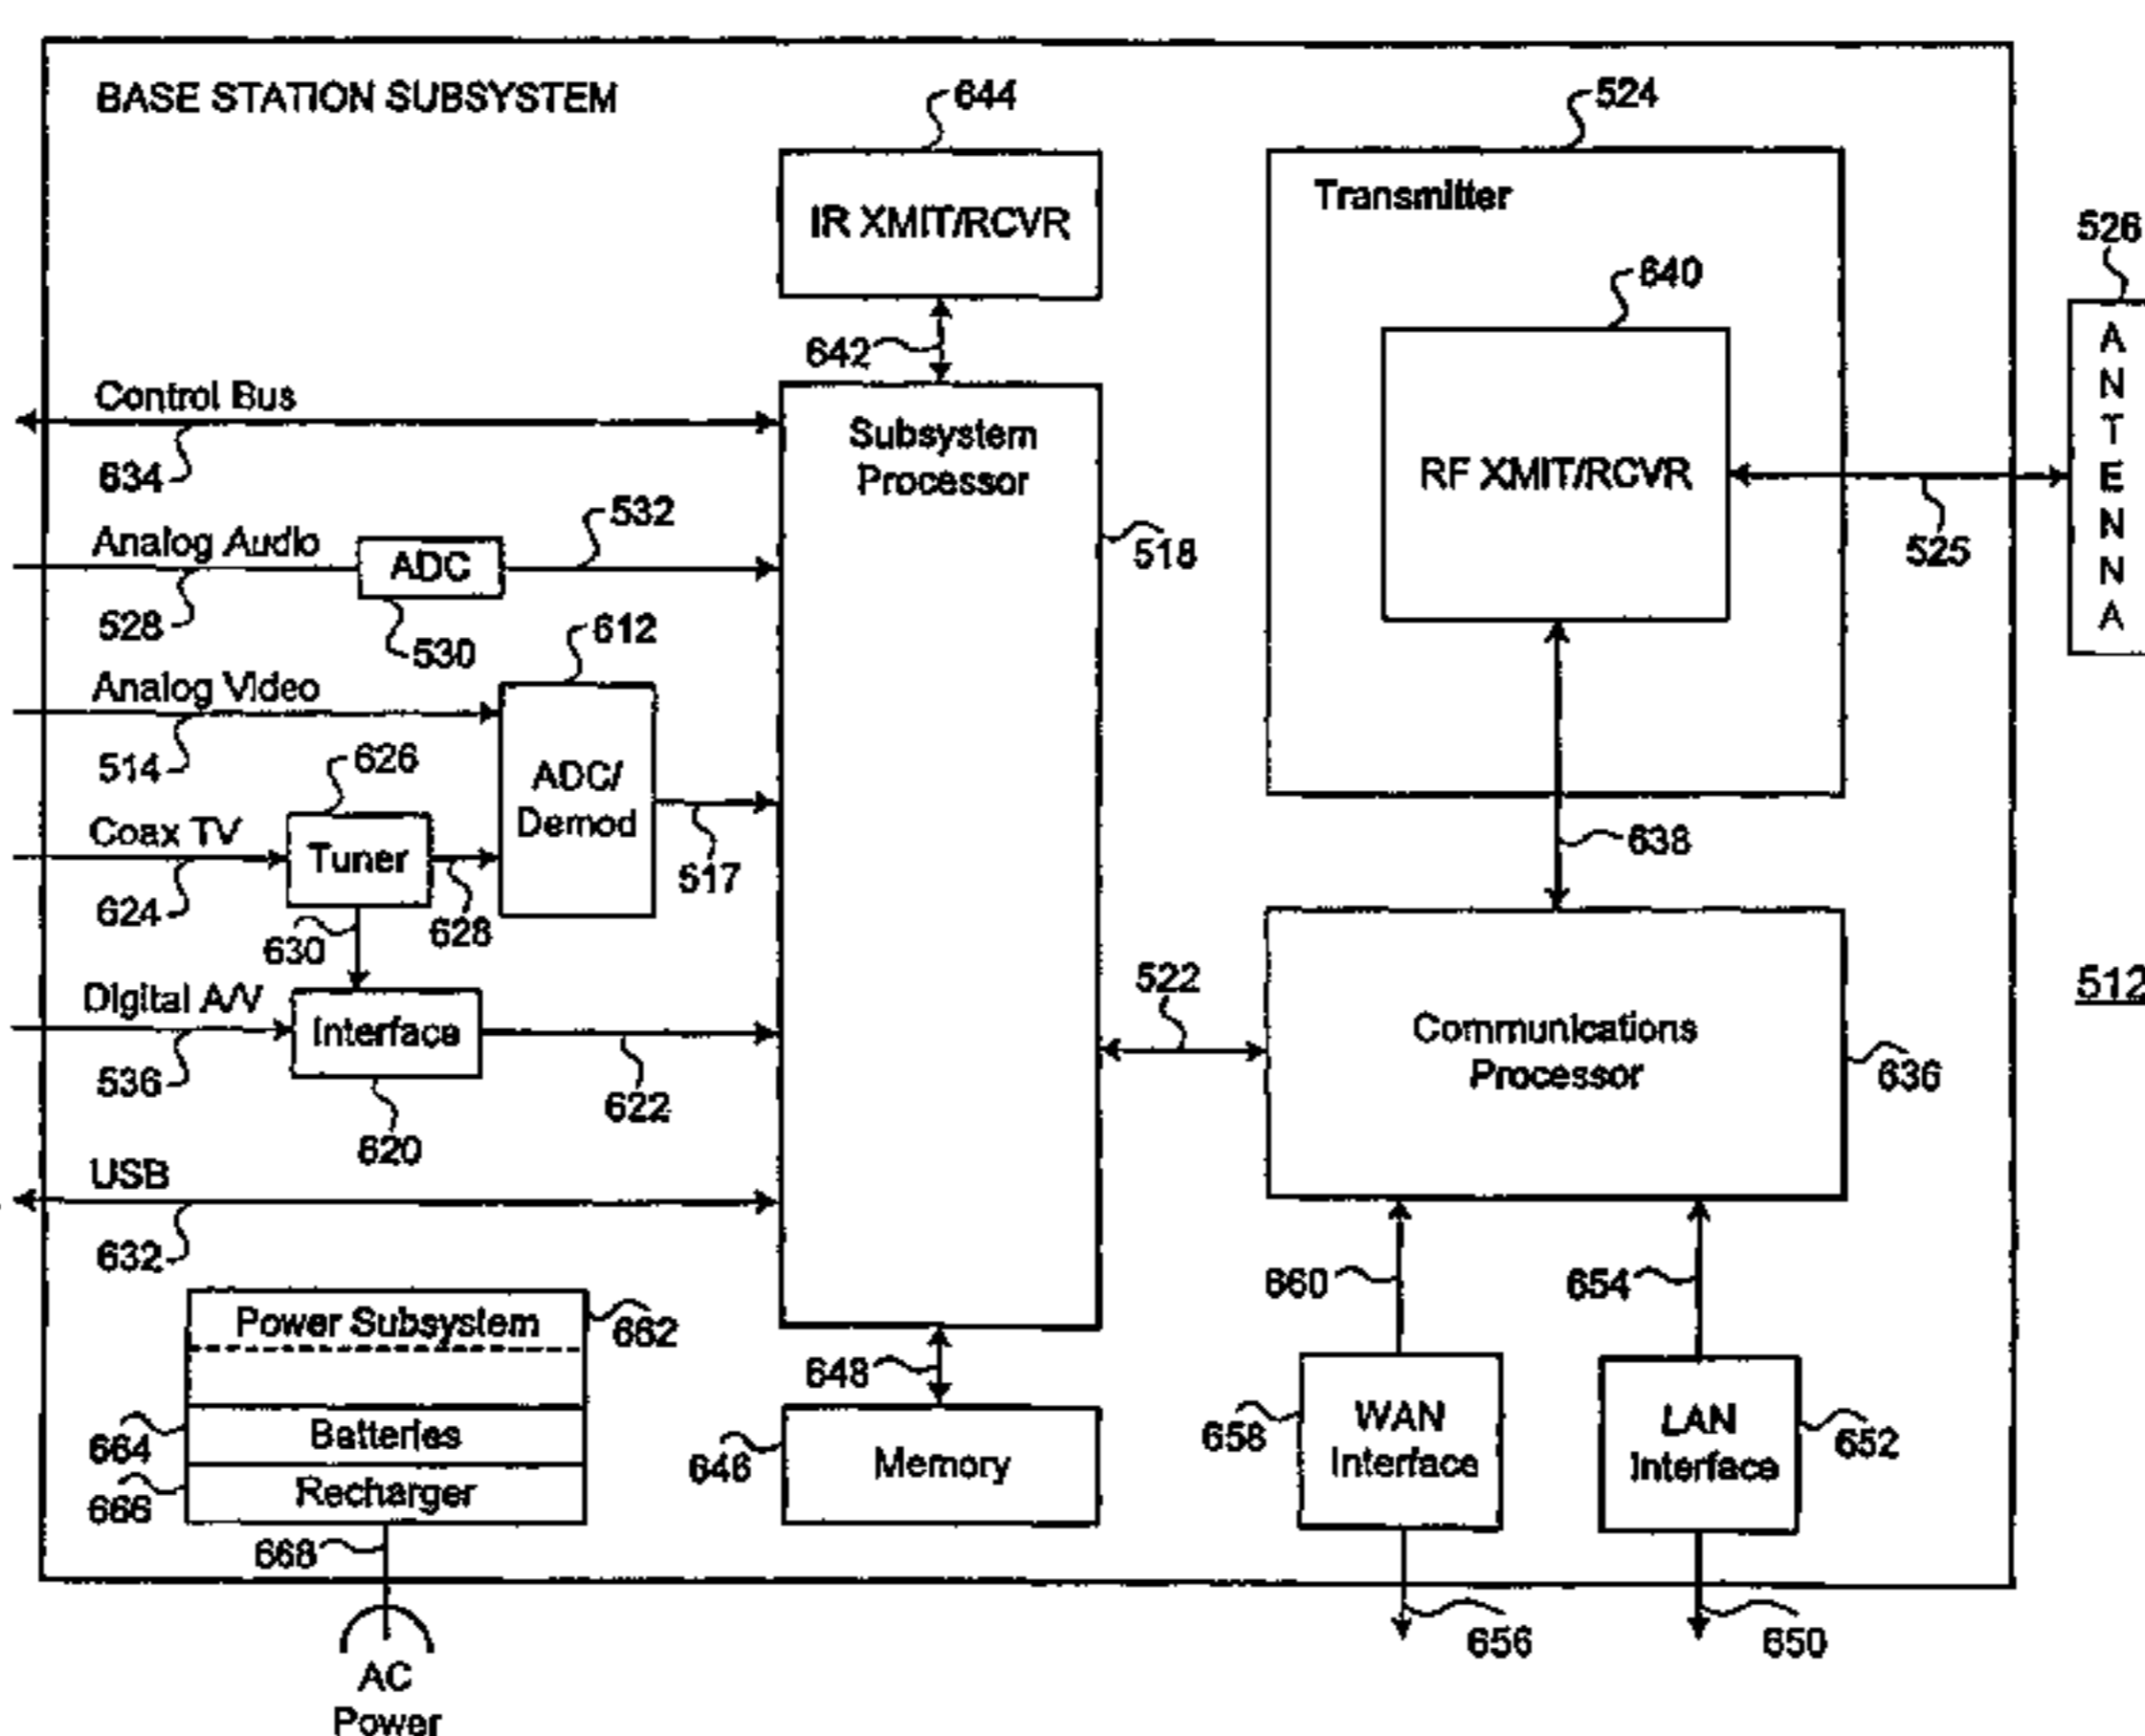 BASE STATION SUBSYSTEM
644
IR XMIT/RCVR
642
524
Transmitter
640
RF XMIT/RCVR
526
A
N
T
E
N
N
A
525
Control Bus
634
Subsystem
Processor
518
Analog Audio
ADC
532
528
530
612
Analog Video
514
ADC/
Demod
517
626
Coax TV
Tuner
624
628
630
638
Digital A/V
Interface
536
622
620
522
Communications
Processor
636
512
USB
632
660
654
Power Subsystem
662
Batteries
664
Recharger
666
668
648
646
Memory
658
WAN
Interface
LAN
Interface
652
656
650
AC
Power